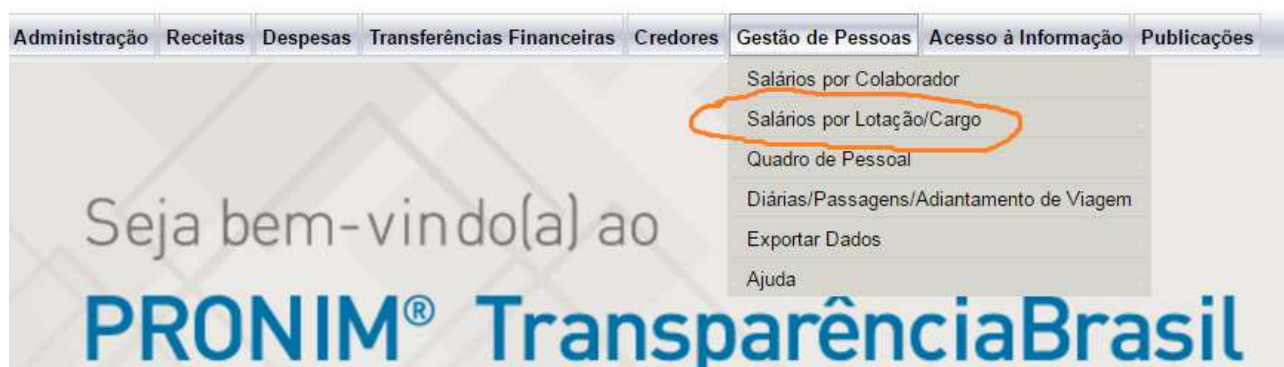 Administração Receitas Despesas Transferências Financeiras Credores Gestão de Pessoas Acesso à Informação Publicações
Salários por Colaborador
Salários por Lotação/Cargo
Quadro de Pessoal
Diárias/Passagens/Adiantamento de Viagem
Exportar Dados
Ajuda
Seja bem-vindo(a) ao
PRONIM® TransparênciaBrasil